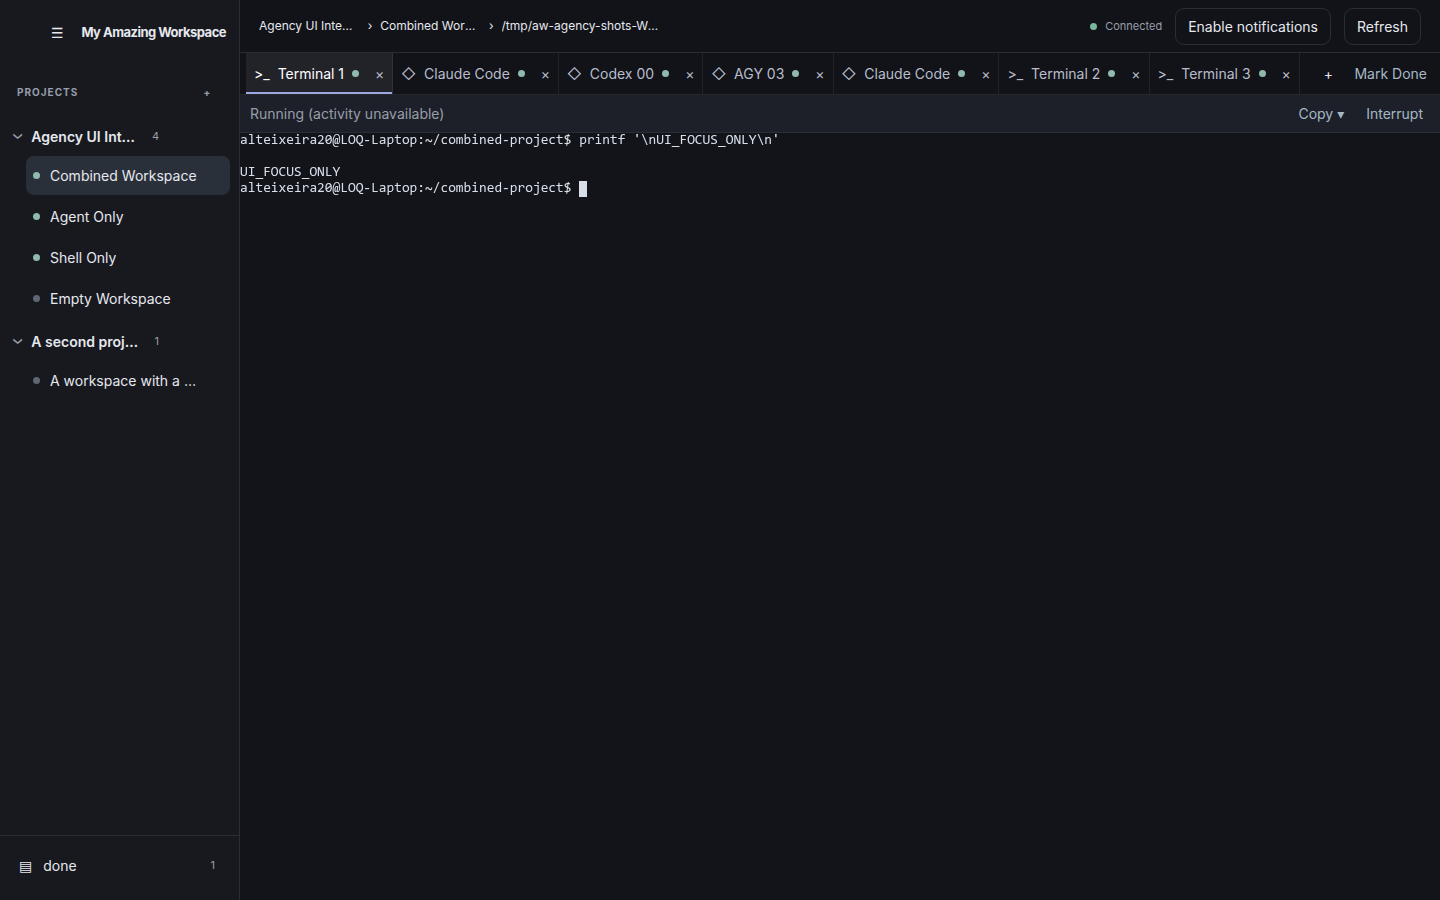 My Amazing Workspace
Agency UI Inte... › Combined Wor... › /tmp/aw-agency-shots-W...
Connected
Enable notifications
Refresh
PROJECTS +
Agency UI Int... 4
Combined Workspace
Agent Only
Shell Only
Empty Workspace
A second proj... 1
A workspace with a ...
done 1
>_ Terminal 1 ×
Claude Code ×
Codex 00 ×
AGY 03 ×
Claude Code ×
>_ Terminal 2 ×
>_ Terminal 3 ×
+
Mark Done
Running (activity unavailable)
Copy ▾
Interrupt
alteixeira20@LOQ-Laptop:~/combined-project$ printf '\nUI_FOCUS_ONLY\n'
UI_FOCUS_ONLY
alteixeira20@LOQ-Laptop:~/combined-project$